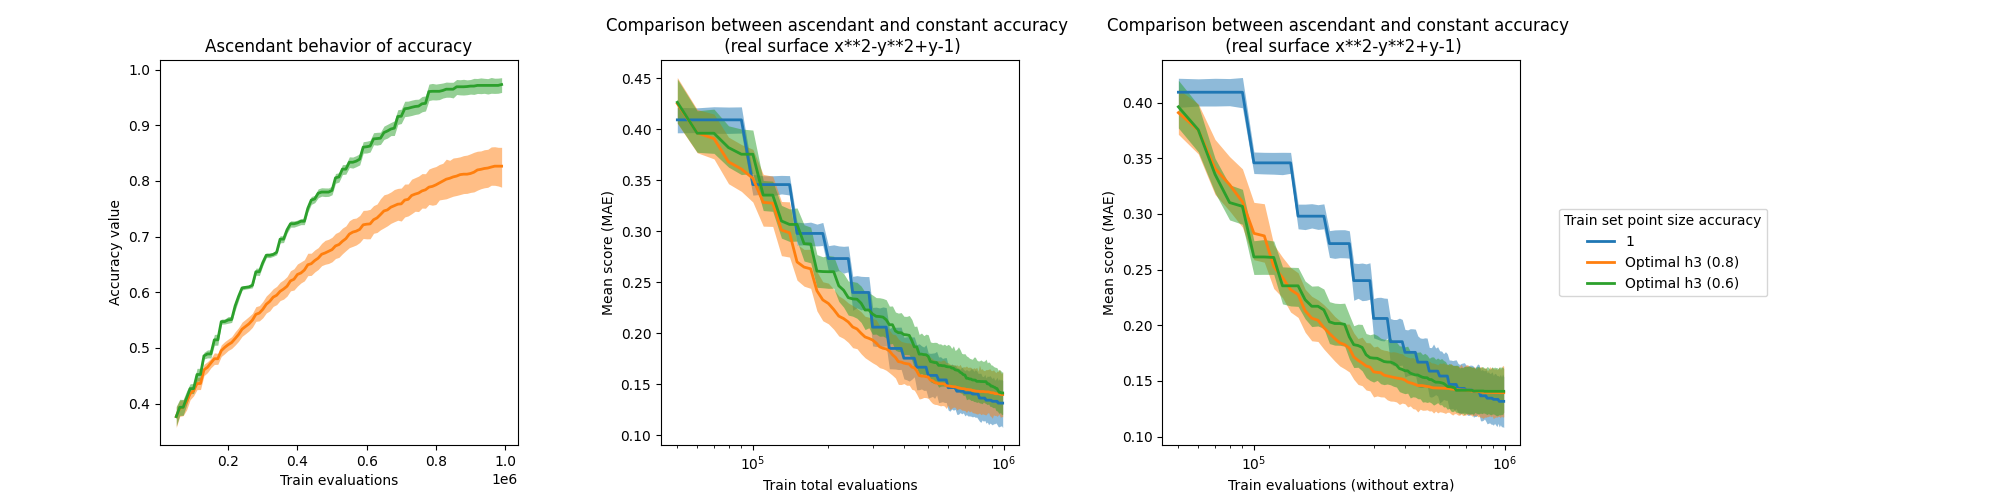 Ascendant behavior of accuracy
Accuracy value
1.0
0.9
0.8
0.7
0.6
0.5
0.4
0.2
0.4
0.6
0.8
1.0
1e6
Train evaluations
Comparison between ascendant and constant accuracy
(real surface x**2-y**2+y-1)
Mean score (MAE)
0.45
0.40
0.35
0.30
0.25
0.20
0.15
0.10
10^5
10^6
Train total evaluations
Comparison between ascendant and constant accuracy
(real surface x**2-y**2+y-1)
Mean score (MAE)
0.40
0.35
0.30
0.25
0.20
0.15
0.10
10^5
10^6
Train evaluations (without extra)
Train set point size accuracy
1
Optimal h3 (0.8)
Optimal h3 (0.6)